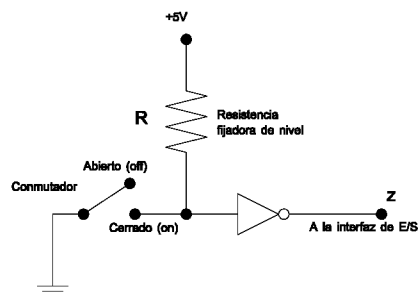 +5V
R
Resistencia
fijadora de nivel
Abierto (off)
Conmutador
Cerrado (on)
Z
A la interfaz de E/S